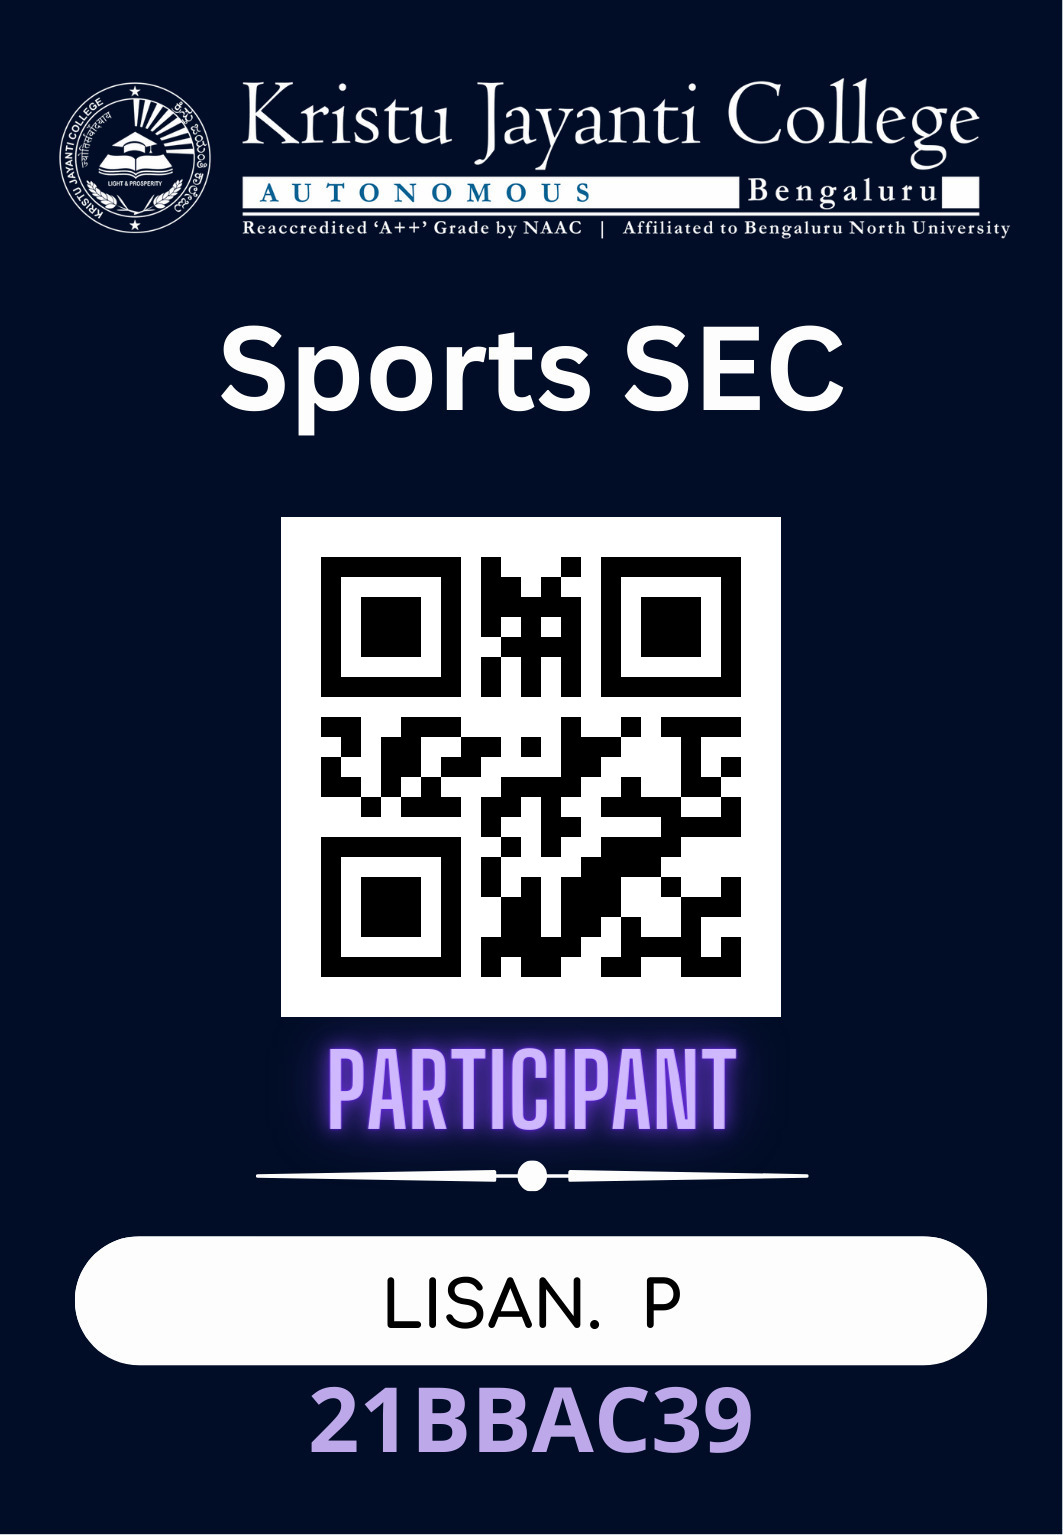 KRISTU JAYANTI COLLEGE
LIGHT & PROSPERITY
Kristu Jayanti College
AUTONOMOUS Bengaluru
Reaccredited ‘A++’ Grade by NAAC | Affiliated to Bengaluru North University
Sports SEC
PARTICIPANT
LISAN. P
21BBAC39